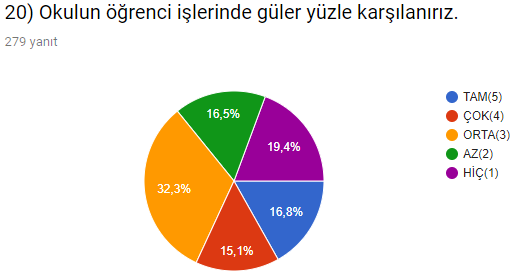 20) Okulun öğrenci işlerinde güler yüzle karşılanırız.
279 yanıt
TAM(5)
ÇOK(4)
ORTA(3)
AZ(2)
HİÇ(1)
16,5%
19,4%
32,3%
16,8%
15,1%